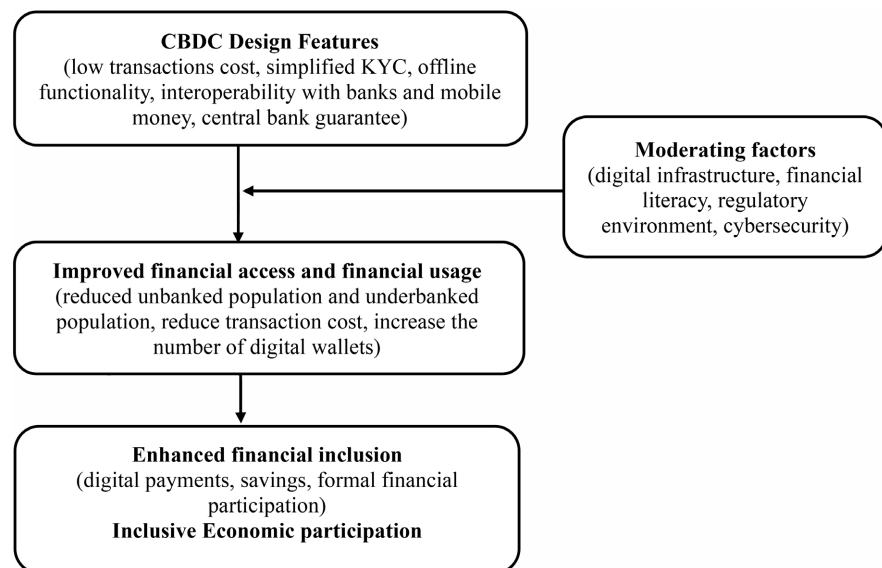 CBDC Design Features
(low transactions cost, simplified KYC, offline
functionality, interoperability with banks and mobile
money, central bank guarantee)
Moderating factors
(digital infrastructure, financial
literacy, regulatory
environment, cybersecurity)
Improved financial access and financial usage
(reduced unbanked population and underbanked
population, reduce transaction cost, increase the
number of digital wallets)
Enhanced financial inclusion
(digital payments, savings, formal financial
participation)
Inclusive Economic participation